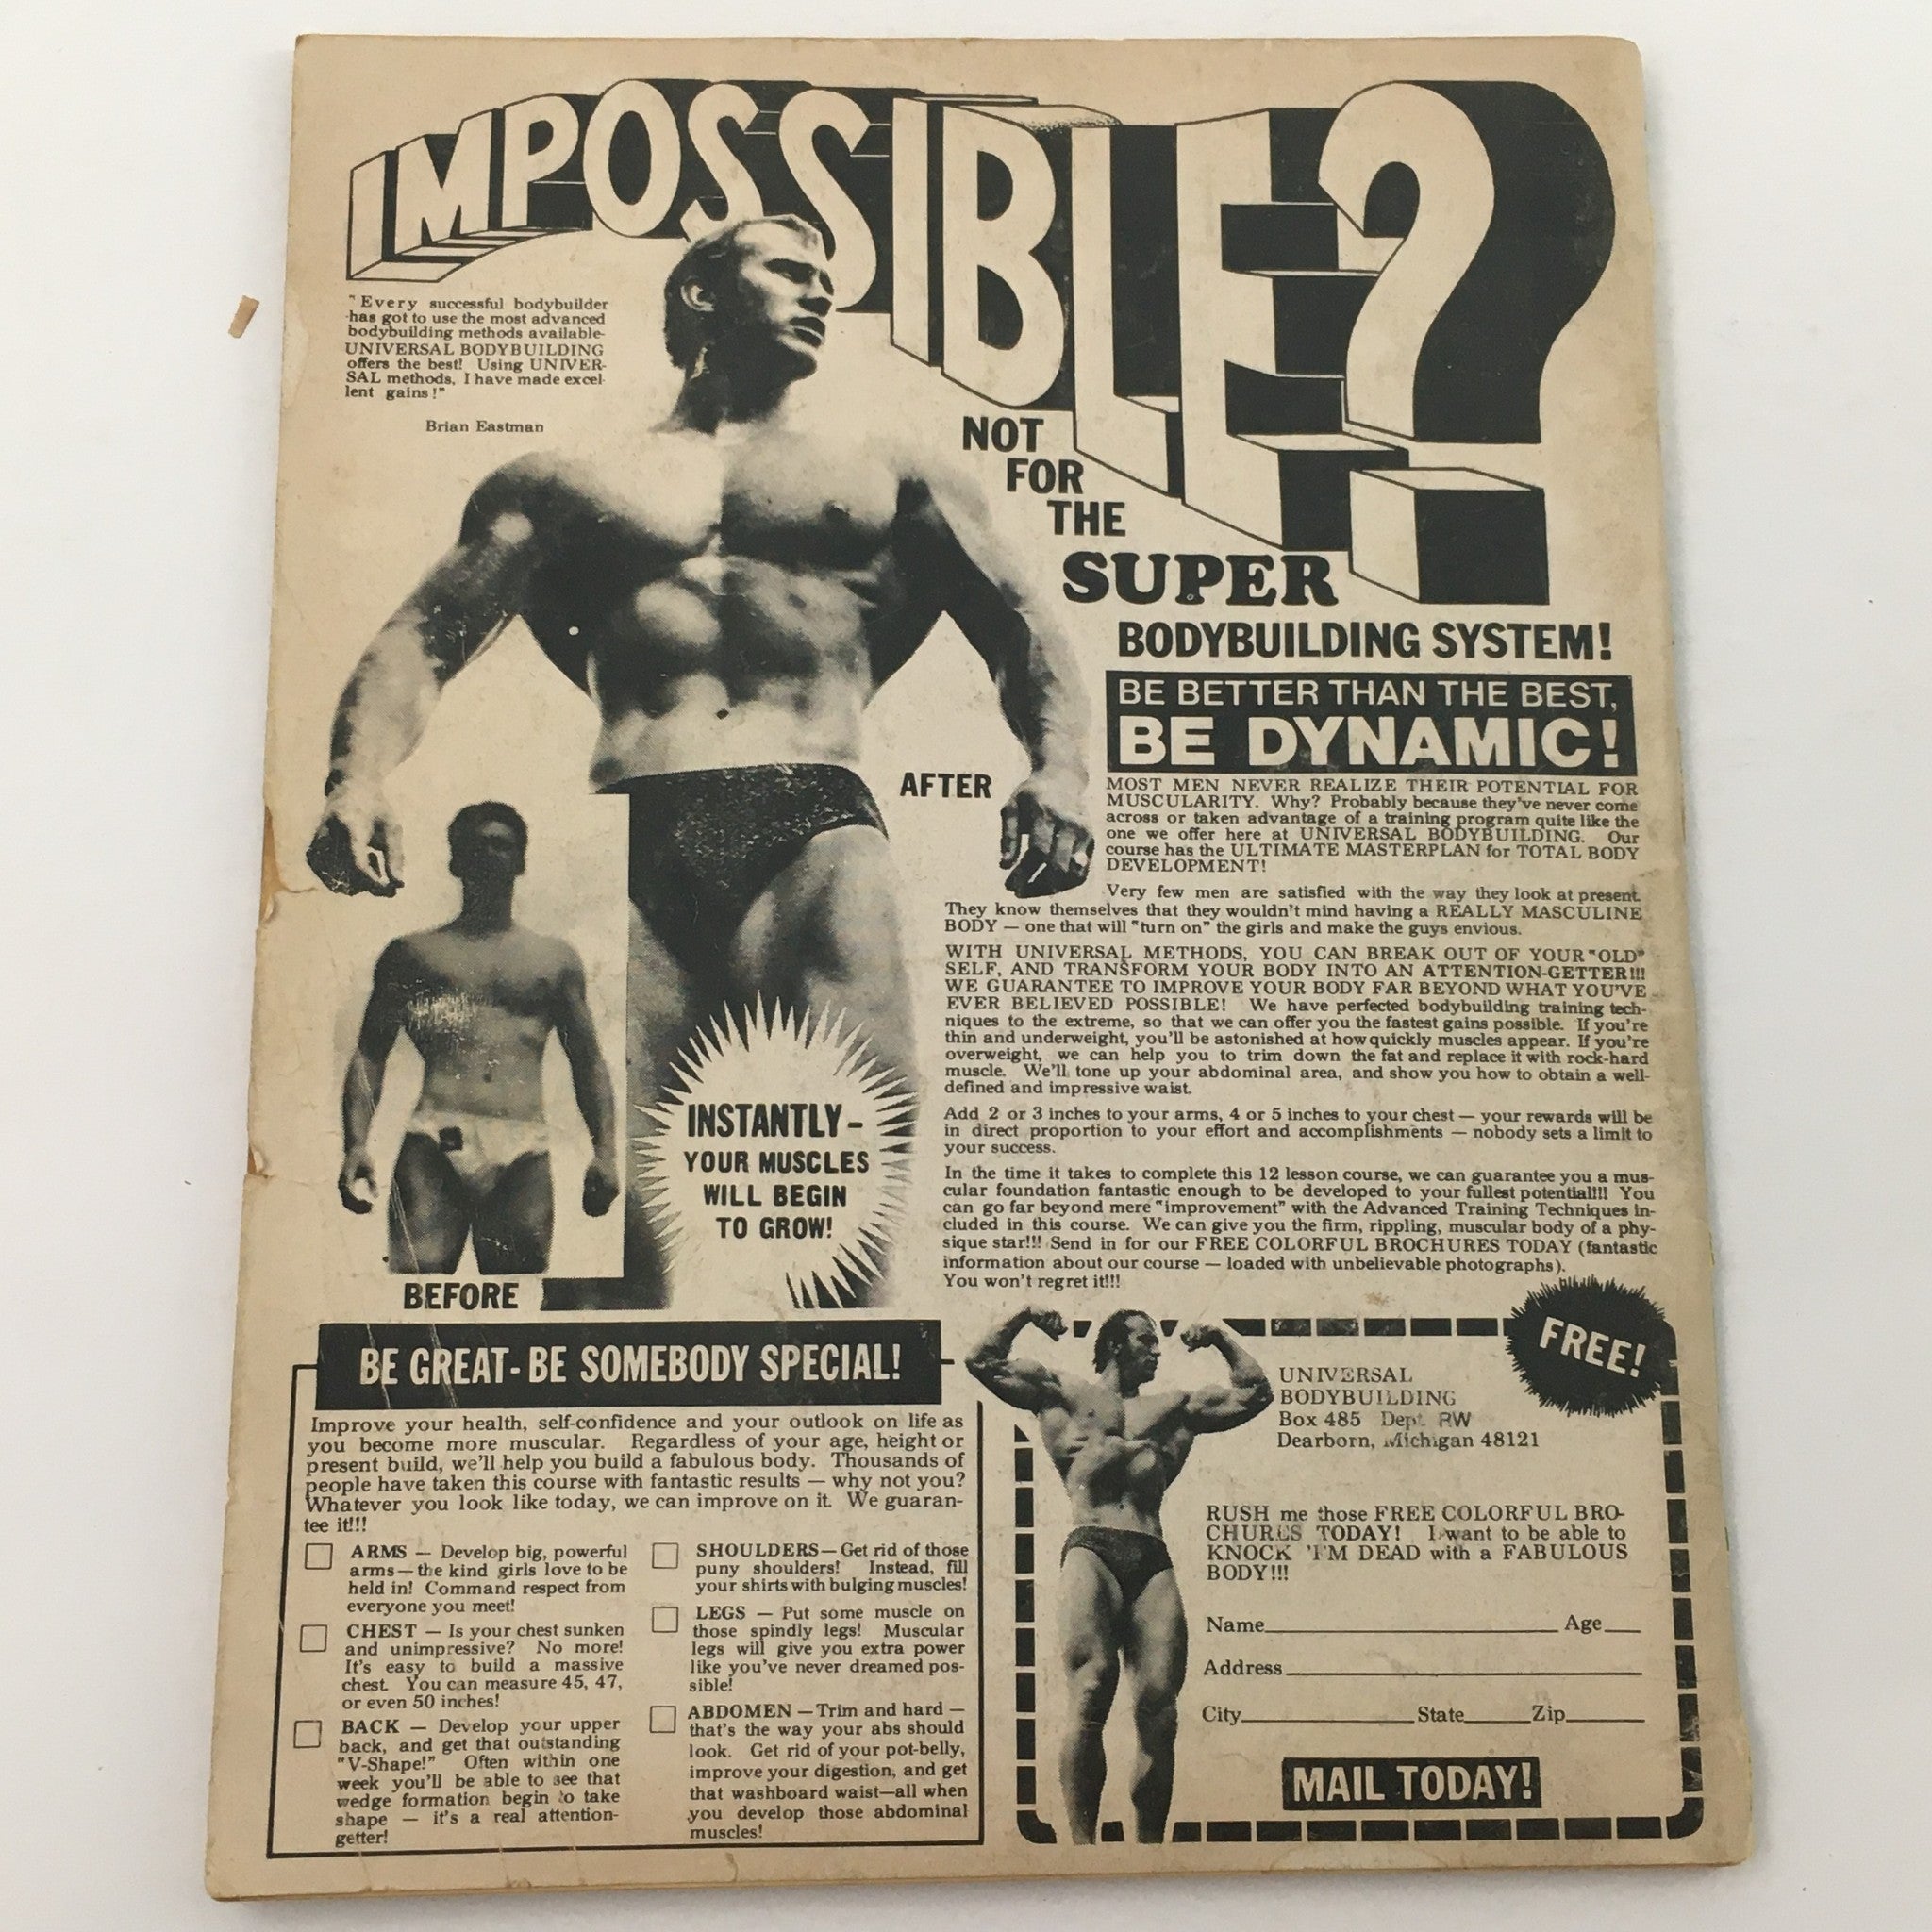 IMPOSSIBLE?
"Every successful bodybuilder
has got to use the most advanced
bodybuilding methods available-
UNIVERSAL BODYBUILDING
offers the best! Using UNIVER-
SAL methods, I have made excel-
lent gains!"
Brian Eastman
NOT
FOR
THE
SUPER
BODYBUILDING SYSTEM!
BE BETTER THAN THE BEST,
BE DYNAMIC!
AFTER
MOST MEN NEVER REALIZE THEIR POTENTIAL FOR
MUSCULARITY. Why? Probably because they've never come
across or taken advantage of a training program quite like the
one we offer here at UNIVERSAL BODYBUILDING. Our
course has the ULTIMATE MASTERPLAN for TOTAL BODY
DEVELOPMENT!
Very few men are satisfied with the way they look at present.
They know themselves that they wouldn't mind having a REALLY MASCULINE
BODY — one that will "turn on" the girls and make the guys envious.
WITH UNIVERSAL METHODS, YOU CAN BREAK OUT OF YOUR "OLD"
SELF, AND TRANSFORM YOUR BODY INTO AN ATTENTION-GETTER!!!
WE GUARANTEE TO IMPROVE YOUR BODY FAR BEYOND WHAT YOU'VE
EVER BELIEVED POSSIBLE! We have perfected bodybuilding training tech-
niques to the extreme, so that we can offer you the fastest gains possible. If you're
thin and underweight, you'll be astonished at how quickly muscles appear. If you're
overweight, we can help you to trim down the fat and replace it with rock-hard
muscle. We'll tone up your abdominal area, and show you how to obtain a well-
defined and impressive waist.
Add 2 or 3 inches to your arms, 4 or 5 inches to your chest — your rewards will be
in direct proportion to your effort and accomplishments — nobody sets a limit to
your success.
In the time it takes to complete this 12 lesson course, we can guarantee you a mus-
cular foundation fantastic enough to be developed to your fullest potential!!! You
can go far beyond mere "improvement" with the Advanced Training Techniques in-
cluded in this course. We can give you the firm, rippling, muscular body of a phy-
sique star!!! Send in for our FREE COLORFUL BROCHURES TODAY (fantastic
information about our course — loaded with unbelievable photographs).
You won't regret it!!!
INSTANTLY-
YOUR MUSCLES
WILL BEGIN
TO GROW!
BEFORE
BE GREAT- BE SOMEBODY SPECIAL!
Improve your health, self-confidence and your outlook on life as
you become more muscular. Regardless of your age, height or
present build, we'll help you build a fabulous body. Thousands of
people have taken this course with fantastic results — why not you?
Whatever you look like today, we can improve on it. We guaran-
tee it!!!
ARMS — Develop big, powerful
arms — the kind girls love to be
held in! Command respect from
everyone you meet!
CHEST — Is your chest sunken
and unimpressive? No more!
It's easy to build a massive
chest. You can measure 45, 47,
or even 50 inches!
BACK — Develop your upper
back, and get that outstanding
"V-Shape!" Often within one
week you'll be able to see that
wedge formation begin to take
shape — it's a real attention-
getter!
SHOULDERS — Get rid of those
puny shoulders! Instead, fill
your shirts with bulging muscles!
LEGS — Put some muscle on
those spindly legs! Muscular
legs will give you extra power
like you've never dreamed pos-
sible!
ABDOMEN — Trim and hard —
that's the way your abs should
look. Get rid of your pot-belly,
improve your digestion, and get
that washboard waist—all when
you develop those abdominal
muscles!
FREE!
UNIVERSAL
BODYBUILDING
Box 485 Dept. RW
Dearborn, Michigan 48121
RUSH me those FREE COLORFUL BRO-
CHURES TODAY! I want to be able to
KNOCK 'EM DEAD with a FABULOUS
BODY!!!
Name Age
Address
City State Zip
MAIL TODAY!